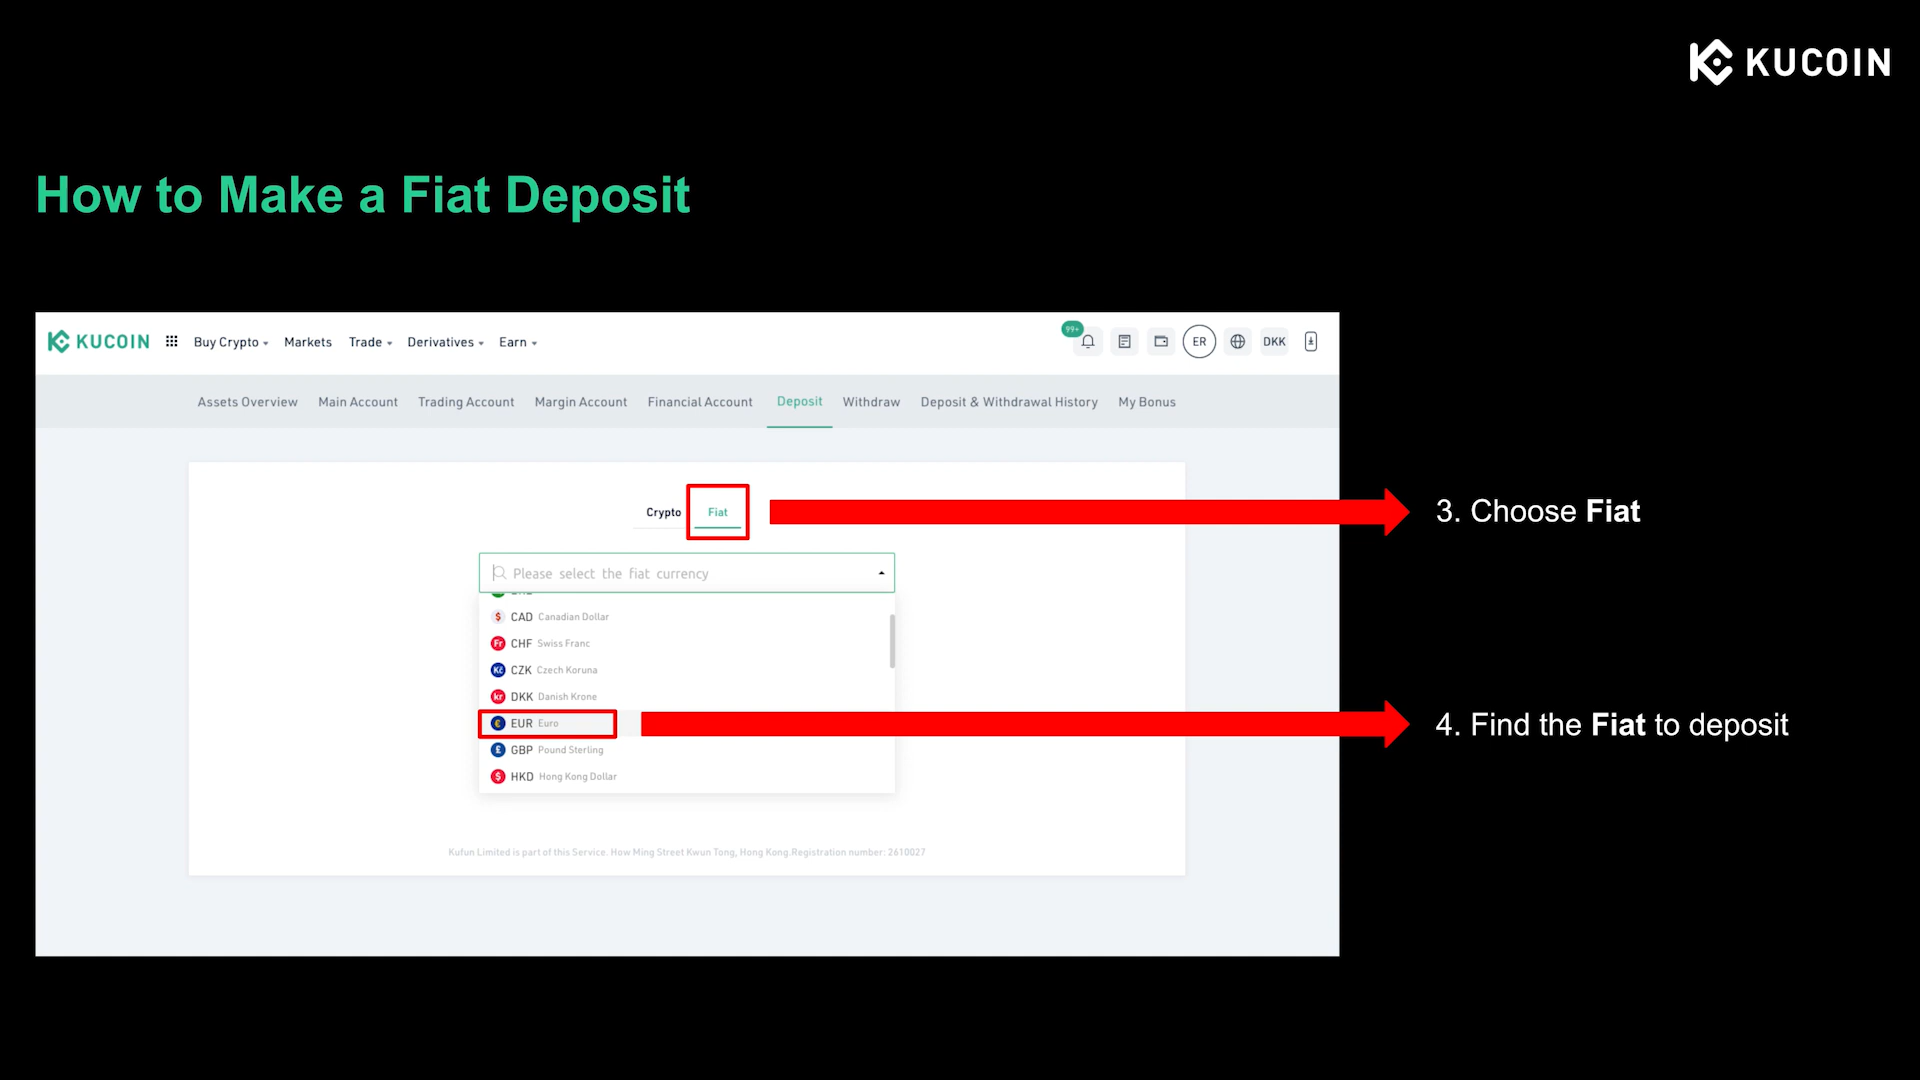 KUCOIN
How to Make a Fiat Deposit
KUCOIN Buy Crypto Markets Trade Derivatives Earn 99+ ER DKK
Assets Overview Main Account Trading Account Margin Account Financial Account Deposit Withdraw Deposit & Withdrawal History My Bonus
Crypto Fiat
3. Choose Fiat
Please select the fiat currency
$ CAD Canadian Dollar
Fr CHF Swiss Franc
Kč CZK Czech Koruna
kr DKK Danish Krone
€ EUR Euro
4. Find the Fiat to deposit
£ GBP Pound Sterling
$ HKD Hong Kong Dollar
Kufun Limited is part of this Service. How Ming Street Kwun Tong, Hong Kong.Registration number: 2610027